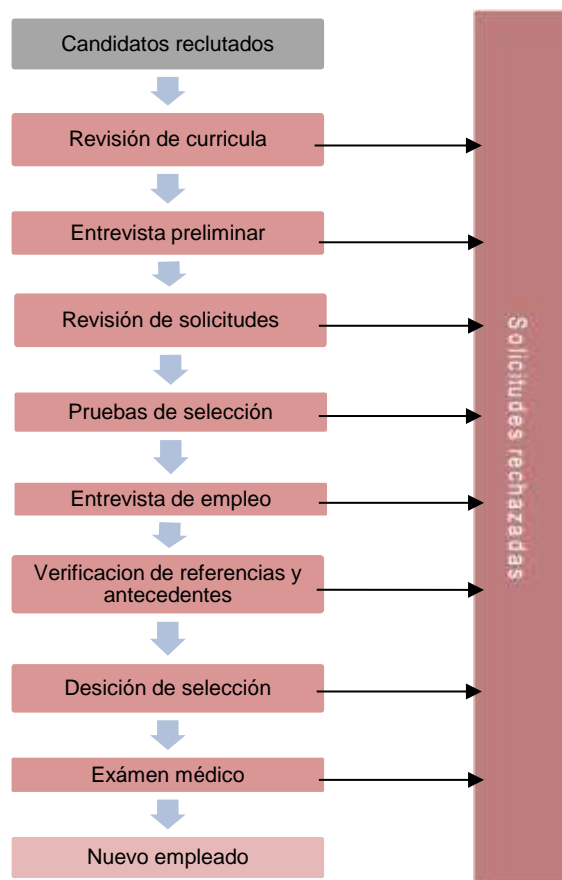 Candidatos reclutados
Revisión de curricula
Entrevista preliminar
Revisión de solicitudes
Pruebas de selección
Entrevista de empleo
Verificacion de referencias y
antecedentes
Desición de selección
Exámen médico
Nuevo empleado
Solicitudes rechazadas